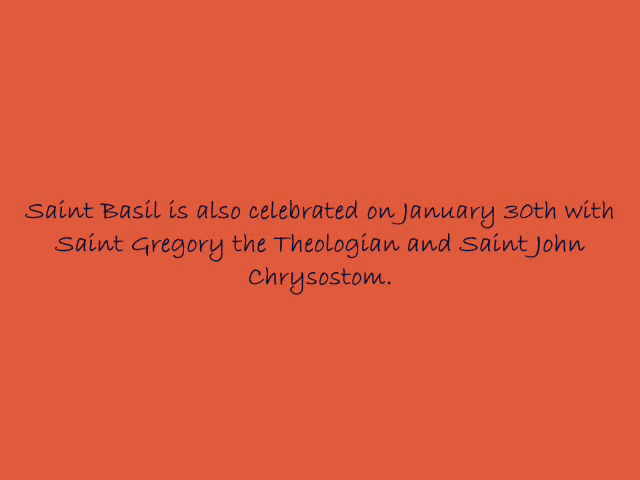 Saint Basil is also celebrated on January 30th with
Saint Gregory the Theologian and Saint John
Chrysostom.